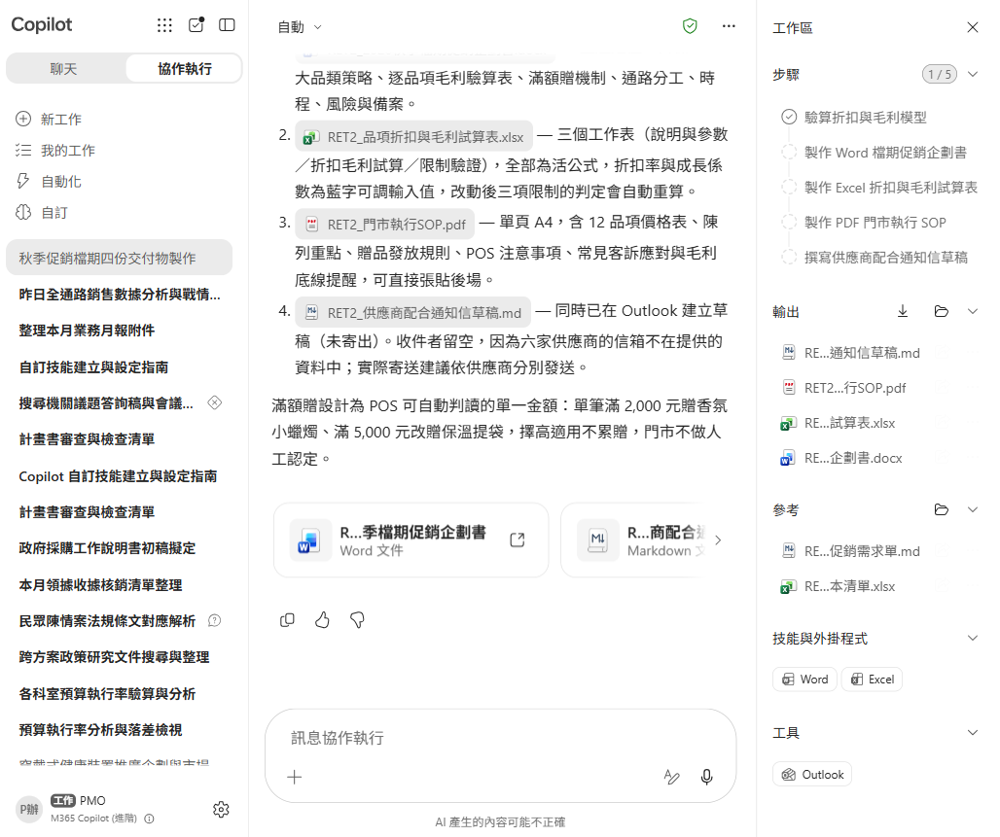 Copilot
聊天
協作執行
新工作
我的工作
自動化
自訂
秋季促銷檔期四份交付物製作
昨日全通路銷售數據分析與戰情...
整理本月業務月報附件
自訂技能建立與設定指南
搜尋機關議題答詢稿與會議...
計畫書審查與檢查清單
Copilot 自訂技能建立與設定指南
計畫書審查與檢查清單
政府採購工作說明書初稿擬定
本月領據收據核銷清單整理
民眾陳情案法規條文對應解析
跨方案政策研究文件搜尋與整理
各科室預算執行率驗算與分析
預算執行率分析與落差檢視
穿戴式健康裝置推廣企劃與市場
P辦
工作 PMO
M365 Copilot (進階)
自動
大品類策略、逐品項毛利驗算表、滿額贈機制、通路分工、時
程、風險與備案。
2. RET2_品項折扣與毛利試算表.xlsx — 三個工作表（說明與參數
／折扣毛利試算／限制驗證），全部為活公式，折扣率與成長係
數為藍字可調輸入值，改動後三項限制的判定會自動重算。
3. RET2_門市執行SOP.pdf — 單頁 A4，含 12 品項價格表、陳
列重點、贈品發放規則、POS 注意事項、常見客訴應對與毛利
底線提醒，可直接張貼後場。
4. RET2_供應商配合通知信草稿.md — 同時已在 Outlook 建立草
稿（未寄出）。收件者留空，因為六家供應商的信箱不在提供的
資料中；實際寄送建議依供應商分別發送。
滿額贈設計為 POS 可自動判讀的單一金額：單筆滿 2,000 元贈香氛
小蠟燭、滿 5,000 元改贈保溫提袋，擇高適用不累贈，門市不做人
工認定。
R...季檔期促銷企劃書
Word 文件
R...商配合通
Markdown 文
訊息協作執行
AI 產生的內容可能不正確
工作區
步驟
1 / 5
驗算折扣與毛利模型
製作 Word 檔期促銷企劃書
製作 Excel 折扣與毛利試算表
製作 PDF 門市執行 SOP
撰寫供應商配合通知信草稿
輸出
RE...通知信草稿.md
RET2...行SOP.pdf
RE...試算表.xlsx
RE...企劃書.docx
參考
RE...促銷需求單.md
RE...本清單.xlsx
技能與外掛程式
Word
Excel
工具
Outlook